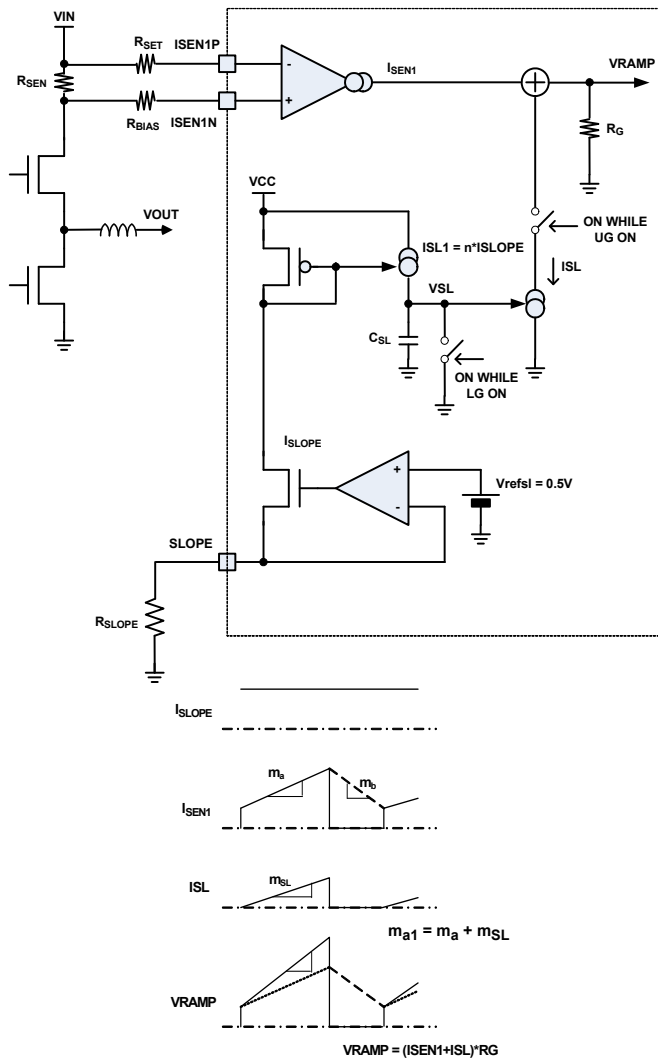 VIN
RSET ISEN1P
RSEN
RBIAS ISEN1N
-
+
ISEN1
+
VRAMP
RG
VOUT
VCC
ISL1 = n*ISLOPE
ON WHILE
UG ON
VSL
ISL
CSL
ON WHILE
LG ON
ISLOPE
+
-
Vrefsl = 0.5V
SLOPE
RSLOPE
ISLOPE
ma
mb
ISEN1
mSL
ISL
ma1 = ma + mSL
VRAMP
VRAMP = (ISEN1+ISL)*RG